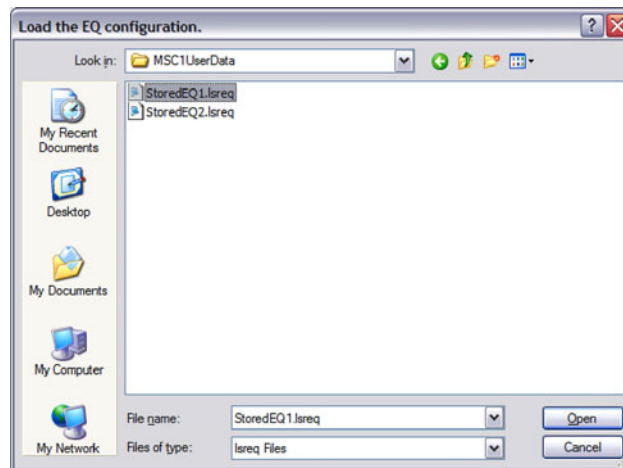 Load the EQ configuration.
Look in:
MSC1UserData
StoredEQ1.lsreq
StoredEQ2.lsreq
My Recent
Documents
Desktop
My Documents
My Computer
My Network
File name:
StoredEQ1.lsreq
Open
Files of type:
lsreq Files
Cancel